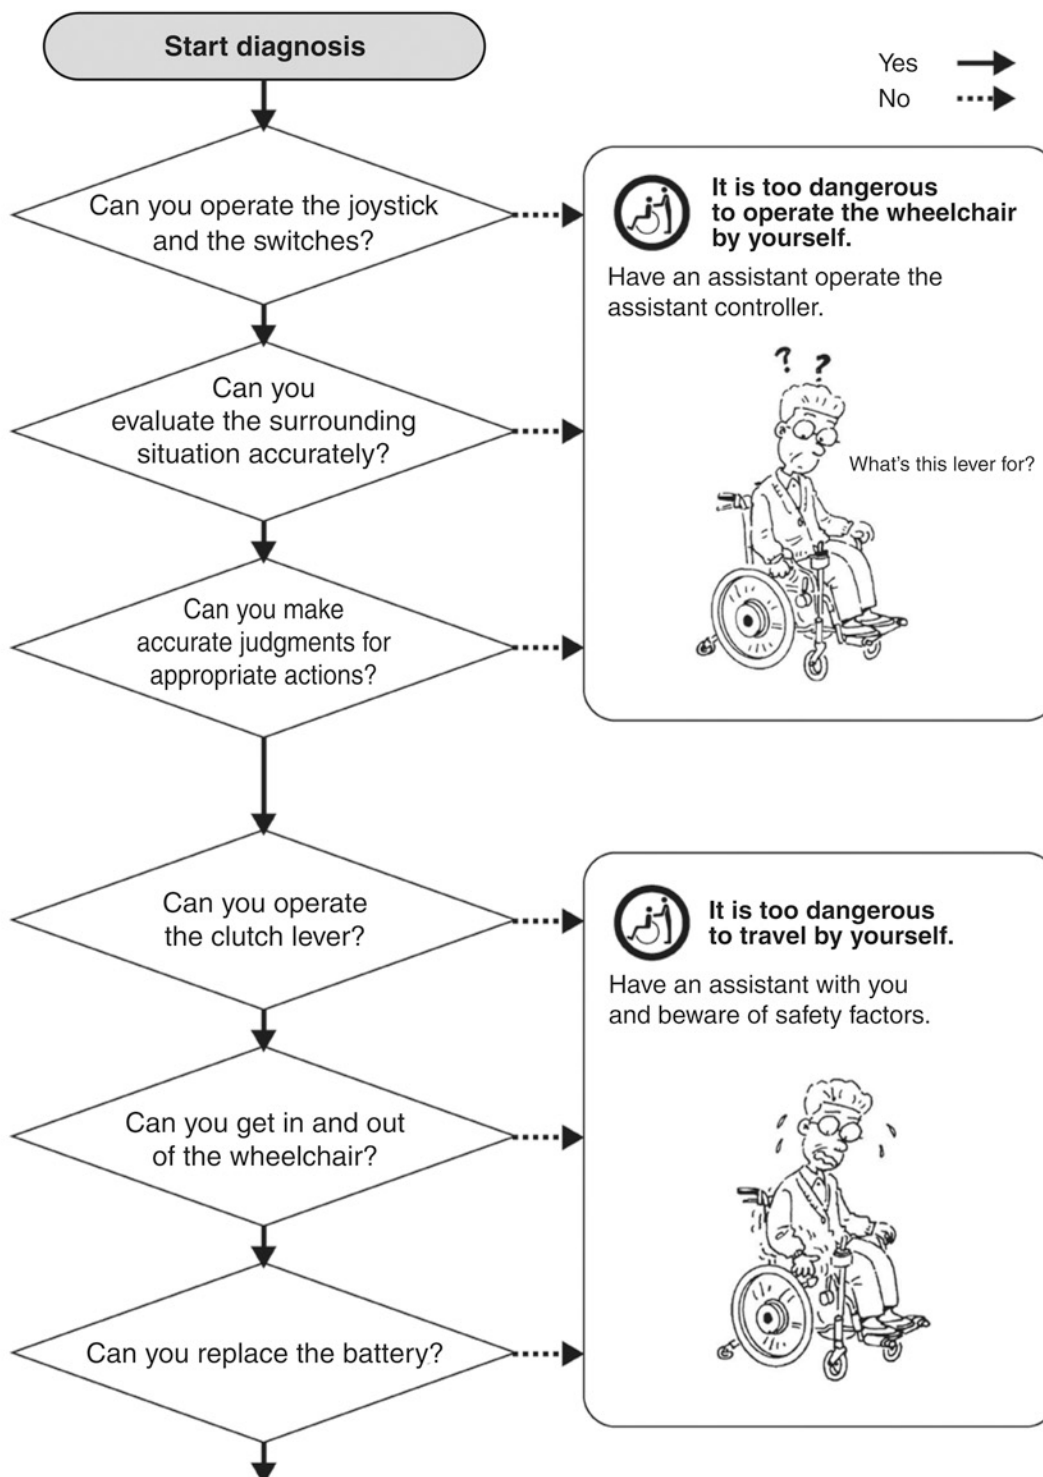 Start diagnosis
Yes
No
Can you operate the joystick
and the switches?
It is too dangerous
to operate the wheelchair
by yourself.
Have an assistant operate the
assistant controller.
Can you
evaluate the surrounding
situation accurately?
? ?
What's this lever for?
Can you make
accurate judgments for
appropriate actions?
Can you operate
the clutch lever?
It is too dangerous
to travel by yourself.
Have an assistant with you
and beware of safety factors.
Can you get in and out
of the wheelchair?
Can you replace the battery?